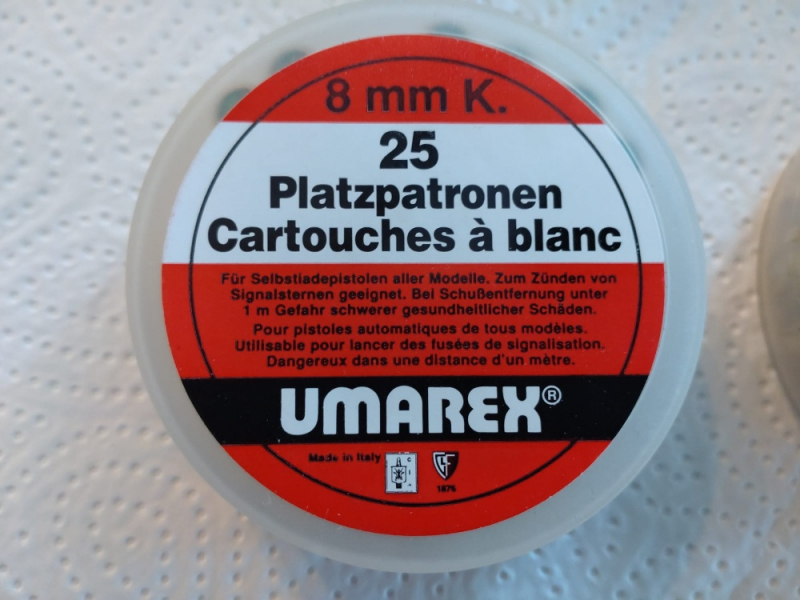 8 mm K.
25
Platzpatronen
Cartouches à blanc
Für Selbstladepistolen aller Modelle. Zum Zünden von
Signalsternen geeignet. Bei Schußentfernung unter
1 m Gefahr schwerer gesundheitlicher Schäden.
Pour pistoles automatiques de tous modèles.
Utilisable pour lancer des fusées de signalisation.
Dangereux dans une distance d'un mètre.
UMAREX®
Made in Italy
1875